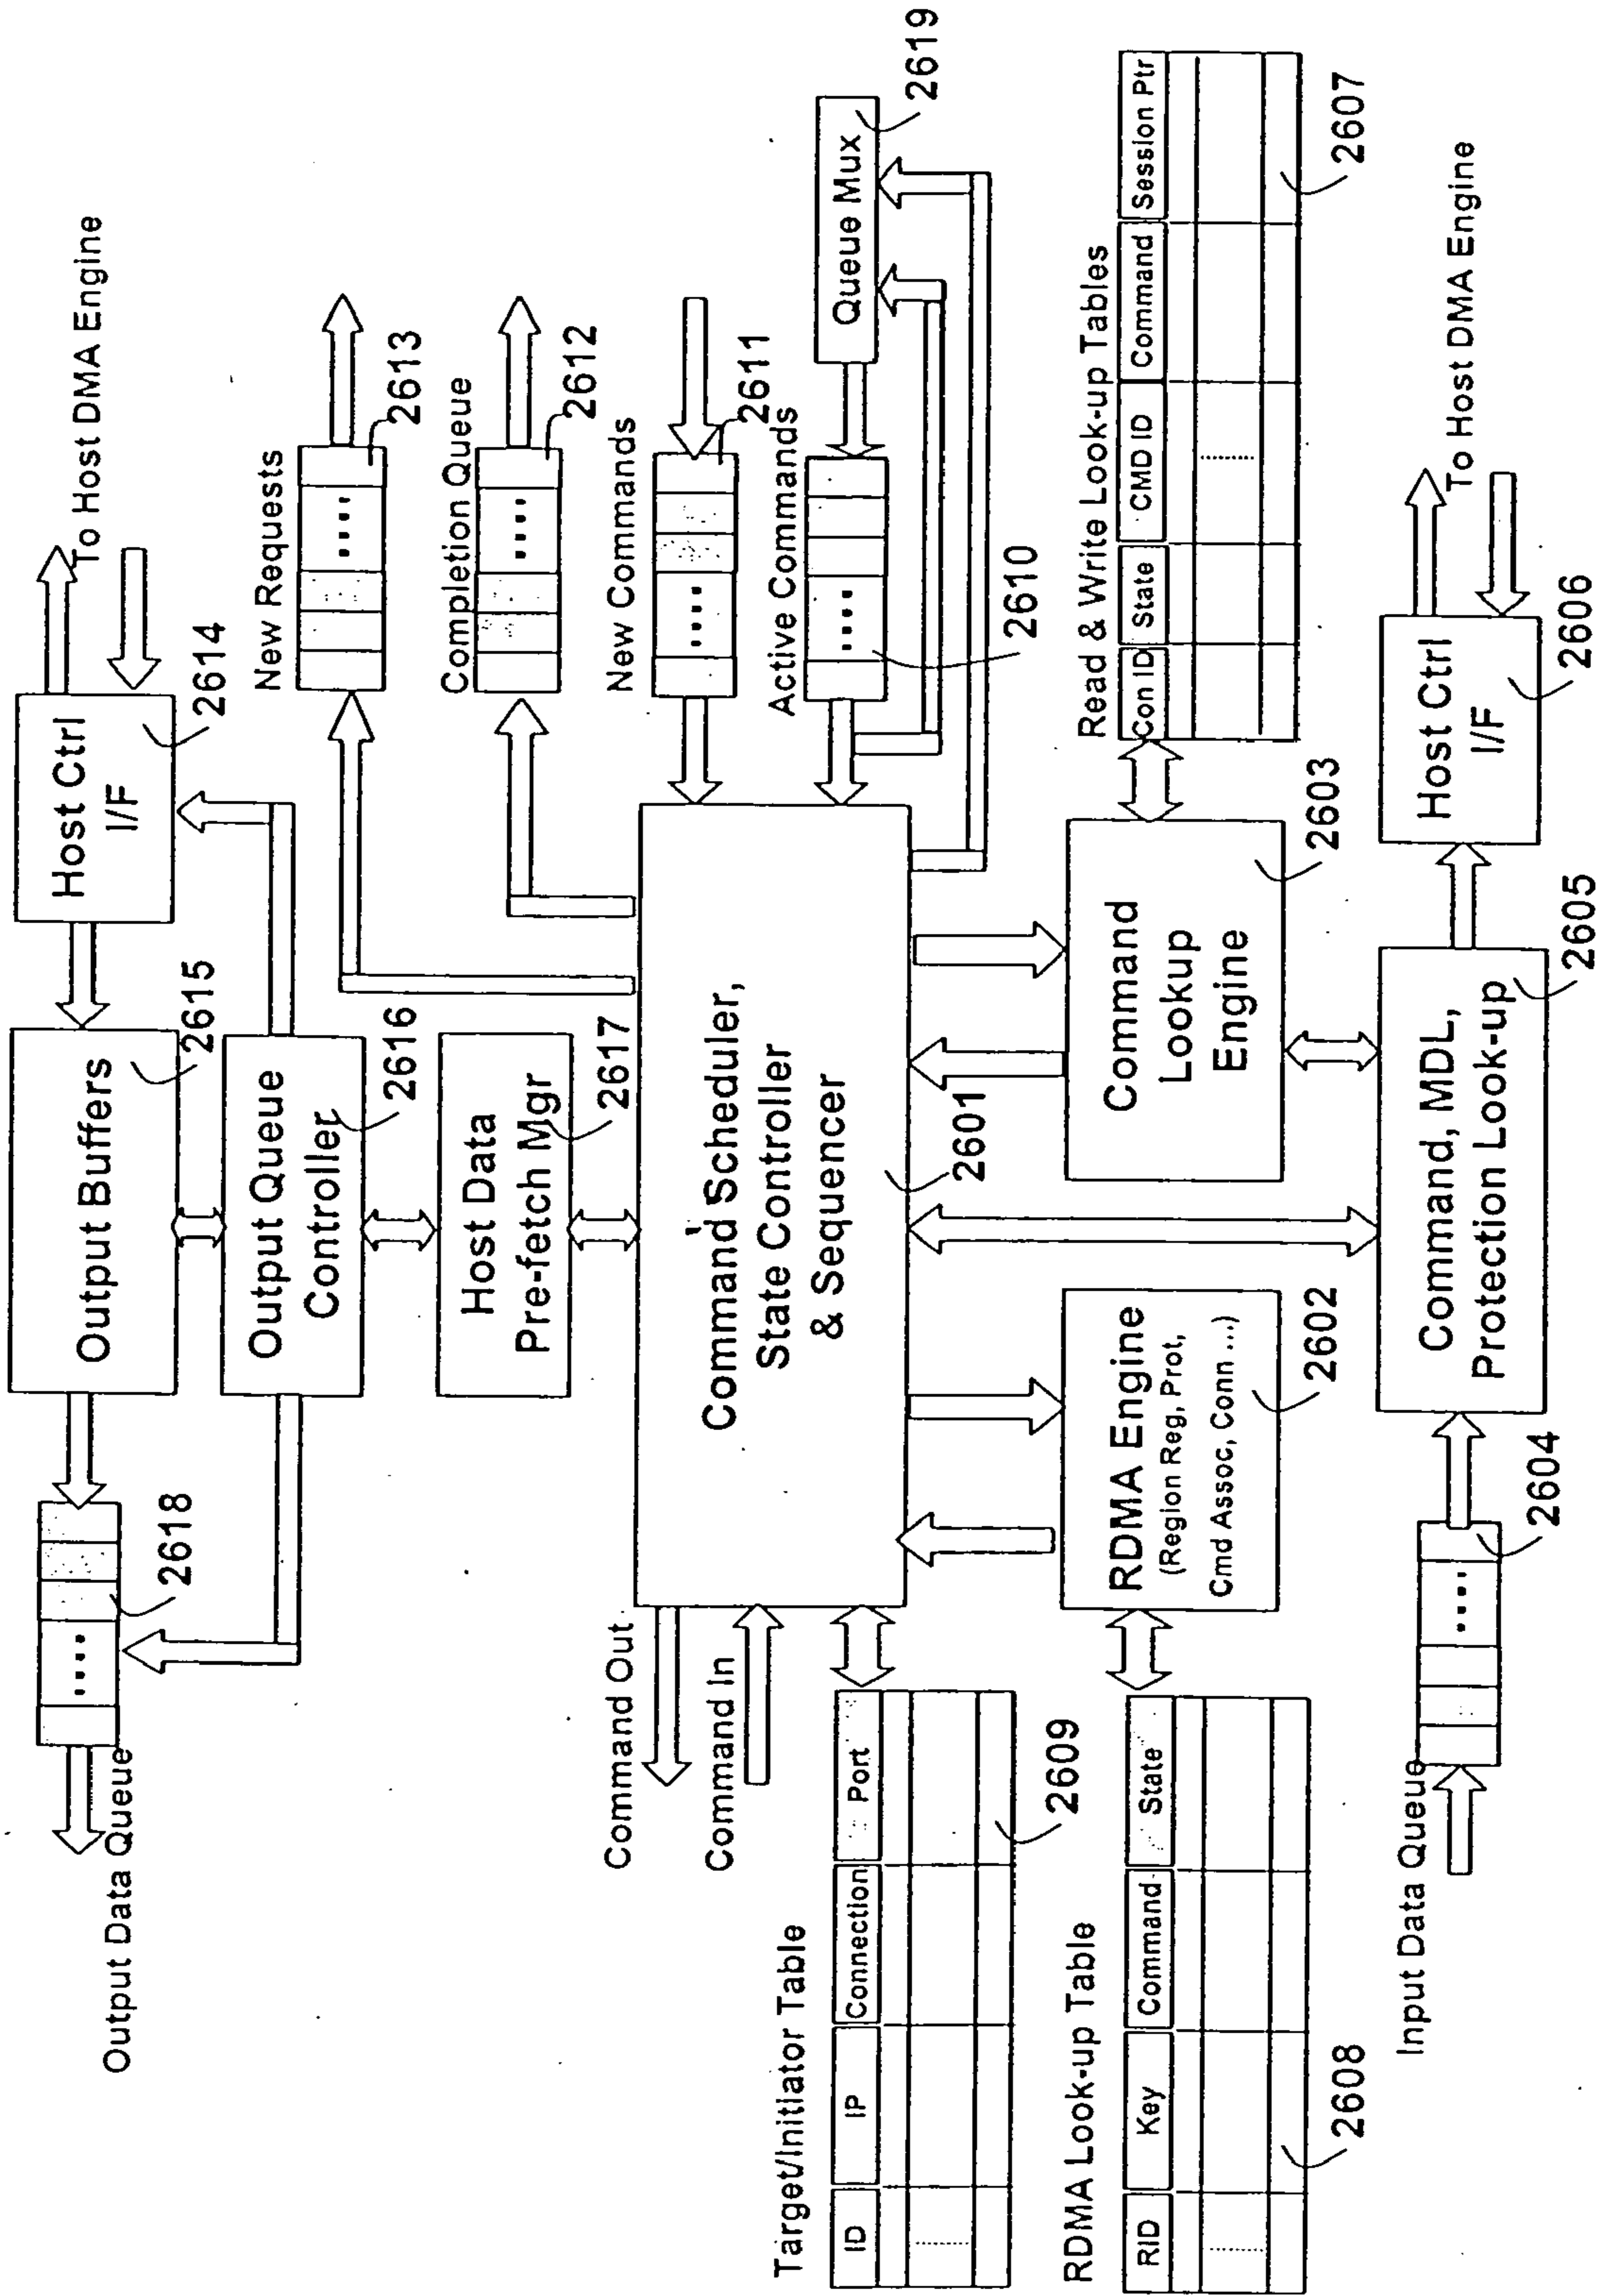 Output Data Queue
2618
Output Buffers
2615
Host Ctrl
I/F
2614
To Host DMA Engine
Output Queue
Controller
2616
Host Data
Pre-fetch Mgr
2617
New Requests
2613
Completion Queue
2612
New Commands
2611
Active Commands
2610
Queue Mux
2619
Command Out
Command In
Command Scheduler,
State Controller
& Sequencer
2601
Target/Initiator Table
ID
IP
Connection
Port
2609
RDMA Look-up Table
RID
Key
Command
State
2608
RDMA Engine
(Region Reg, Prot,
Cmd Assoc, Conn ...)
2602
Command
Lookup
Engine
2603
Read & Write Look-up Tables
Con ID
State
CMD ID
Command
Session Ptr
2607
Input Data Queue
2604
Command, MDL,
Protection Look-up
2605
Host Ctrl
I/F
2606
To Host DMA Engine